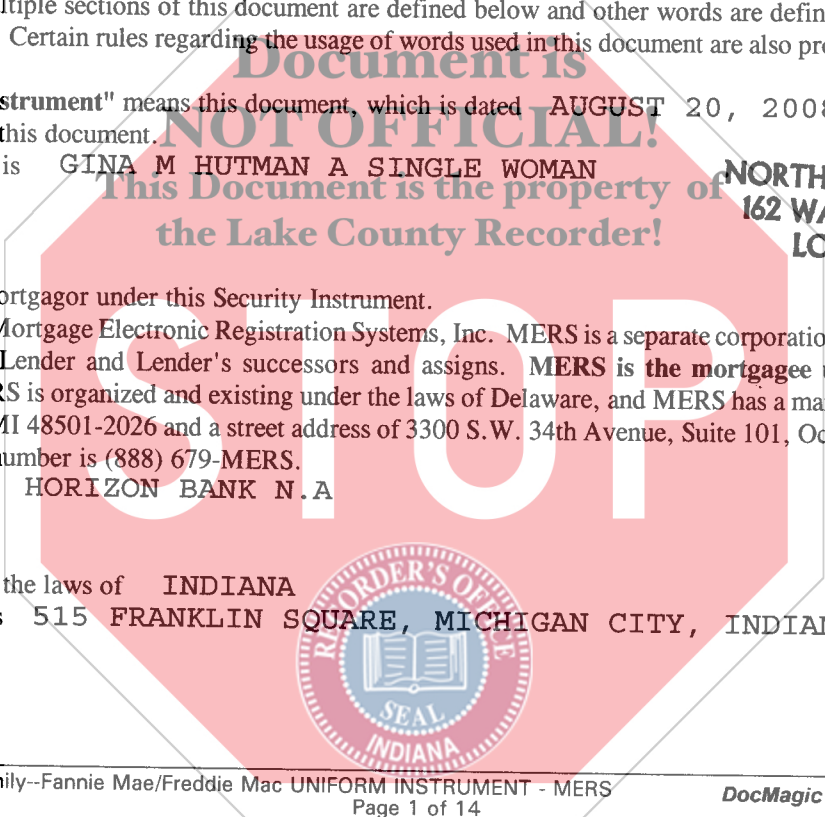 ltiple sections of this document are defined below and other words are defin
Certain rules regarding the usage of words used in this document are also pr
Document is
strument" means this document, which is dated AUGUST 20, 2008
NOT OFFICIAL!
this document.
is GINA M HUTMAN A SINGLE WOMAN
NORTH
This Document is the property of
162 WA
the Lake County Recorder!
LO
ortgagor under this Security Instrument.
Mortgage Electronic Registration Systems, Inc. MERS is a separate corporatio
Lender and Lender's successors and assigns. MERS is the mortgagee
RS is organized and existing under the laws of Delaware, and MERS has a ma
MI 48501-2026 and a street address of 3300 S.W. 34th Avenue, Suite 101, Oc
umber is (888) 679-MERS.
HORIZON BANK N.A
STOP
the laws of INDIANA
s 515 FRANKLIN SQUARE, MICHIGAN CITY, INDIAN
RECORDER'S OFFICE
SEAL
INDIANA
nily--Fannie Mae/Freddie Mac UNIFORM INSTRUMENT - MERS
DocMagic
Page 1 of 14